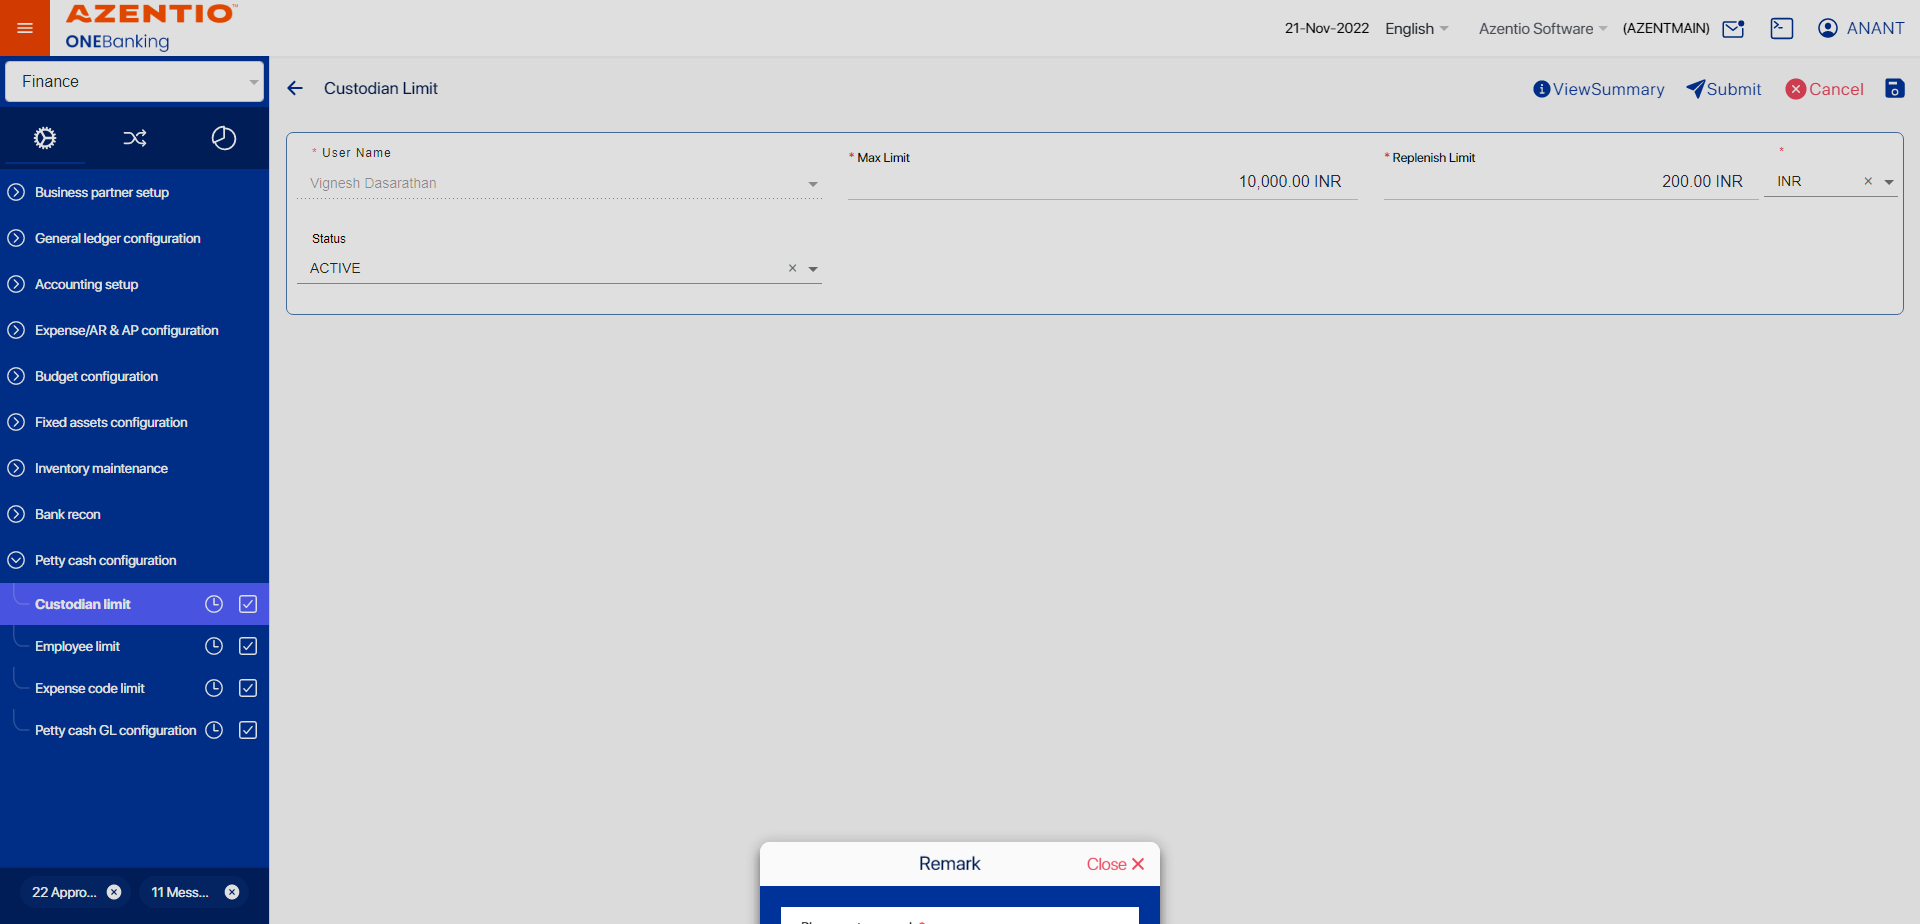 AZENTIO™
ONEBanking
21-Nov-2022 English Azentio Software (AZENTMAIN) ANANT
Finance
Custodian Limit
ViewSummary Submit Cancel
Business partner setup
General ledger configuration
Accounting setup
Expense/AR & AP configuration
Budget configuration
Fixed assets configuration
Inventory maintenance
Bank recon
Petty cash configuration
Custodian limit
Employee limit
Expense code limit
Petty cash GL configuration
22 Appro... 11 Mess...
* User Name
Vignesh Dasarathan
* Max Limit
10,000.00 INR
* Replenish Limit
200.00 INR
*
INR
Status
ACTIVE
Remark
Close